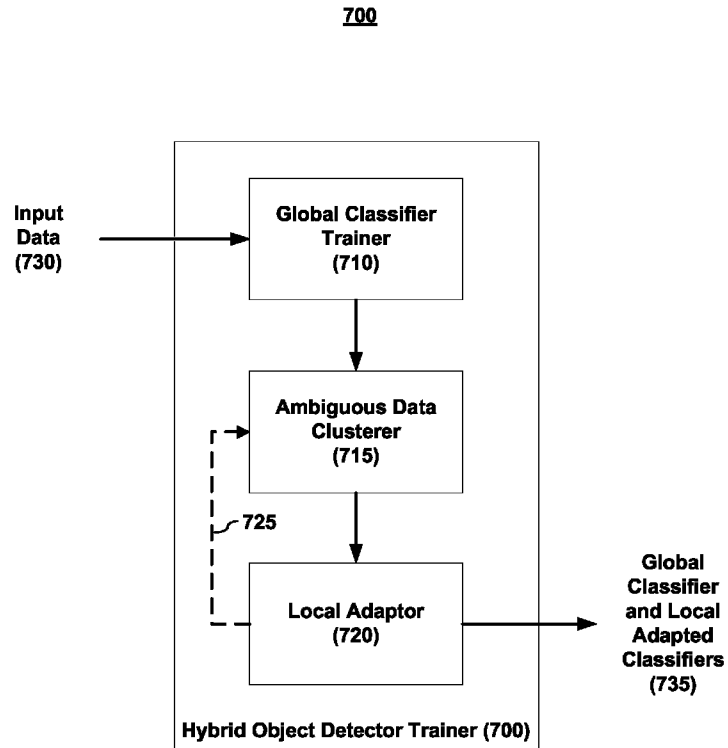 700
Input
Data
(730)
Global Classifier
Trainer
(710)
Ambiguous Data
Clusterer
(715)
725
Local Adaptor
(720)
Global
Classifier
and Local
Adapted
Classifiers
(735)
Hybrid Object Detector Trainer (700)